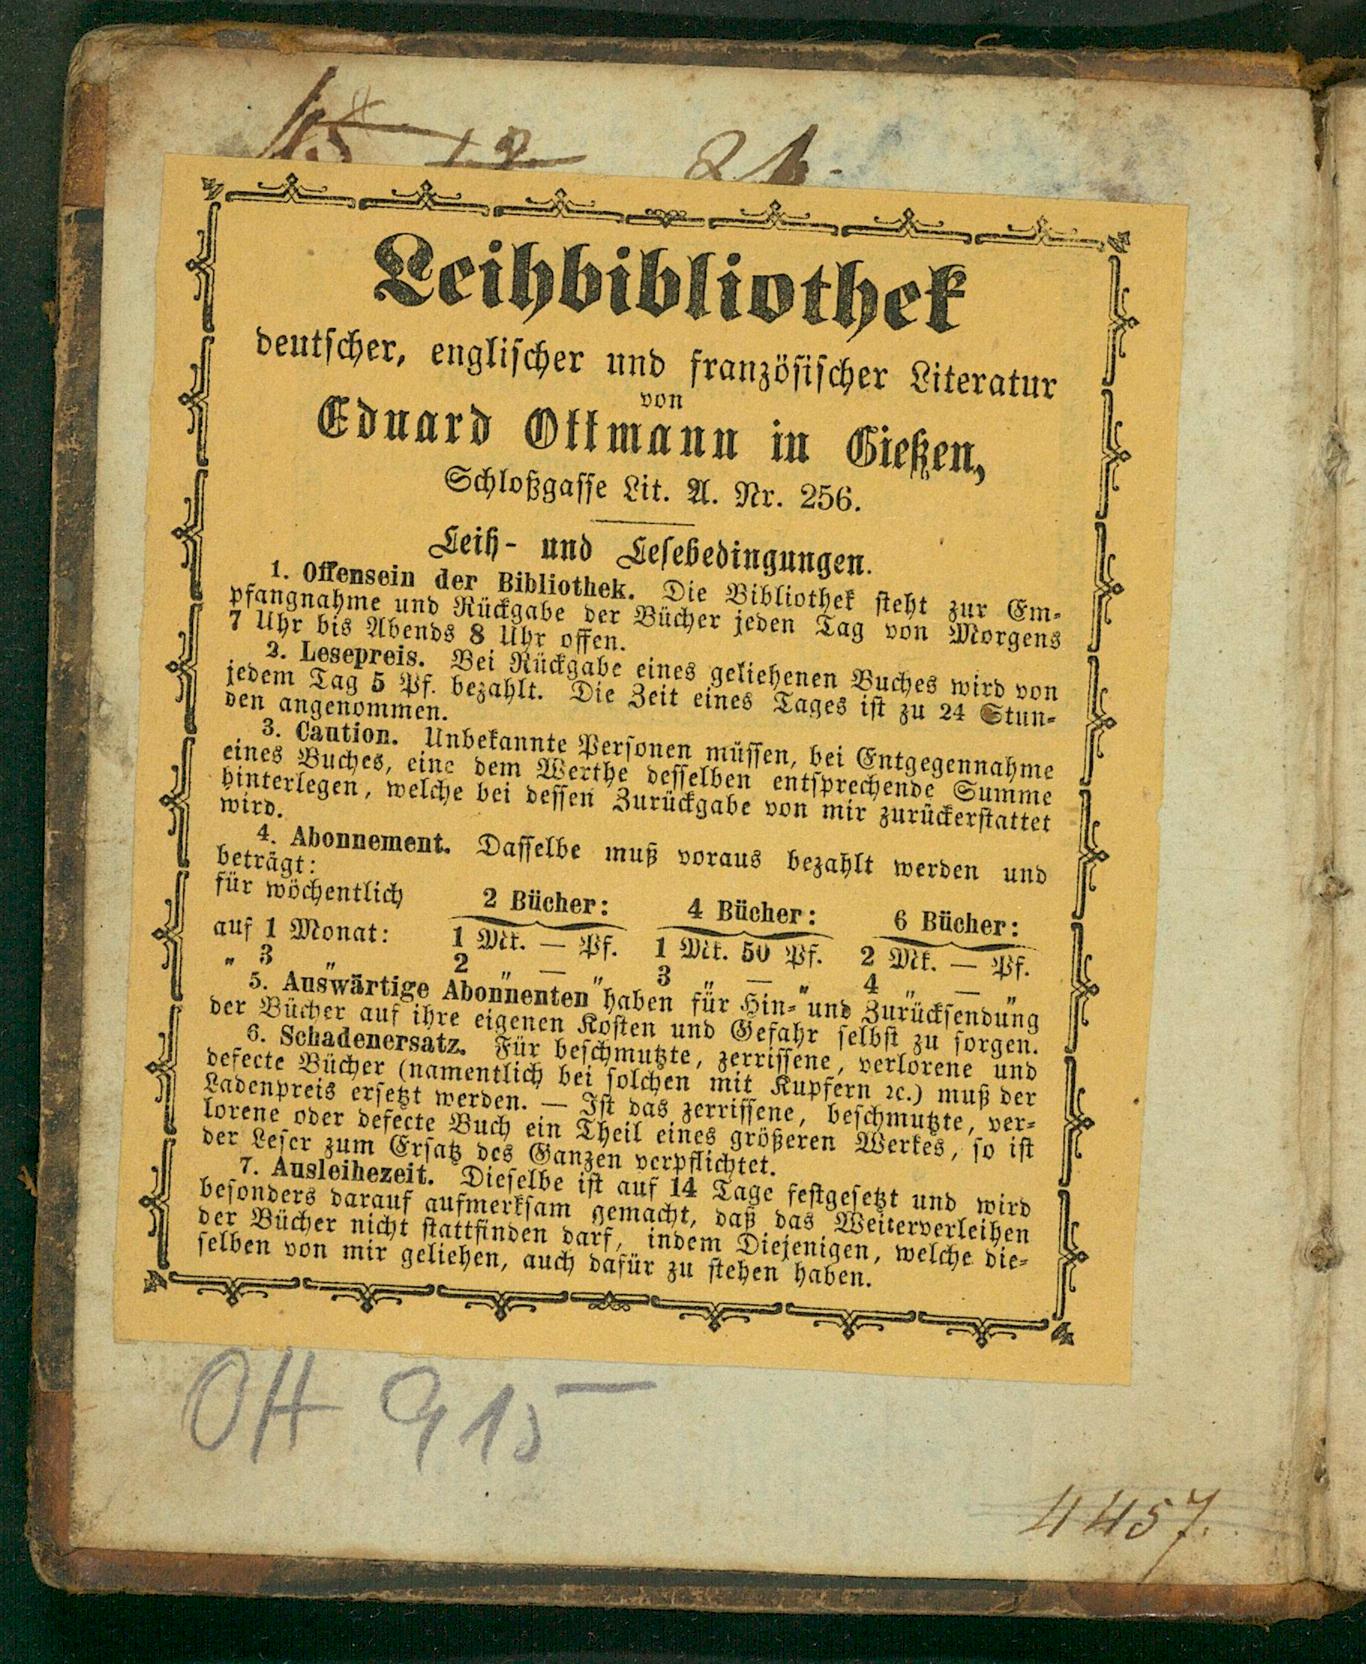 21.
Leihbibliothek
deutscher, englischer und französischer Literatur
von
Eduard Ottmann in Gießen,
Schloßgasse Lit. A. Nr. 256.
Leih- und Lesebedingungen.
1. Offensein der Bibliothek. Die Bibliothek steht zur Em-
pfangnahme und Rückgabe der Bücher jeden Tag von Morgens
7 Uhr bis Abends 8 Uhr offen.
2. Lesepreis. Bei Rückgabe eines geliehenen Buches wird von
jedem Tag 5 Pf. bezahlt. Die Zeit eines Tages ist zu 24 Stun-
den angenommen.
3. Caution. Unbekannte Personen müssen, bei Entgegennahme
eines Buches, eine dem Werthe desselben entsprechende Summe
hinterlegen, welche bei dessen Zurückgabe von mir zurückerstattet
wird.
4. Abonnement. Dasselbe muß voraus bezahlt werden und
beträgt:
für wöchentlich 2 Bücher: 4 Bücher: 6 Bücher:
auf 1 Monat: 1 Mk. — Pf. 1 Mk. 50 Pf. 2 Mk. — Pf.
„ 3 „ 2 „ — „ 3 „ — „ 4 „ — „
5. Auswärtige Abonnenten haben für Hin- und Zurücksendung
der Bücher auf ihre eigenen Kosten und Gefahr selbst zu sorgen.
6. Schadenersatz. Für beschmutzte, zerrissene, verlorene und
defecte Bücher (namentlich bei solchen mit Kupfern ꝛc.) muß der
Ladenpreis ersetzt werden. — Ist das zerrissene, beschmutzte, ver-
lorene oder defecte Buch ein Theil eines größeren Werkes, so ist
der Leser zum Ersatz des Ganzen verpflichtet.
7. Ausleihezeit. Dieselbe ist auf 14 Tage festgesetzt und wird
besonders darauf aufmerksam gemacht, daß das Weiterverleihen
der Bücher nicht stattfinden darf, indem Diejenigen, welche die-
selben von mir geliehen, auch dafür zu stehen haben.
OH 915
4457.